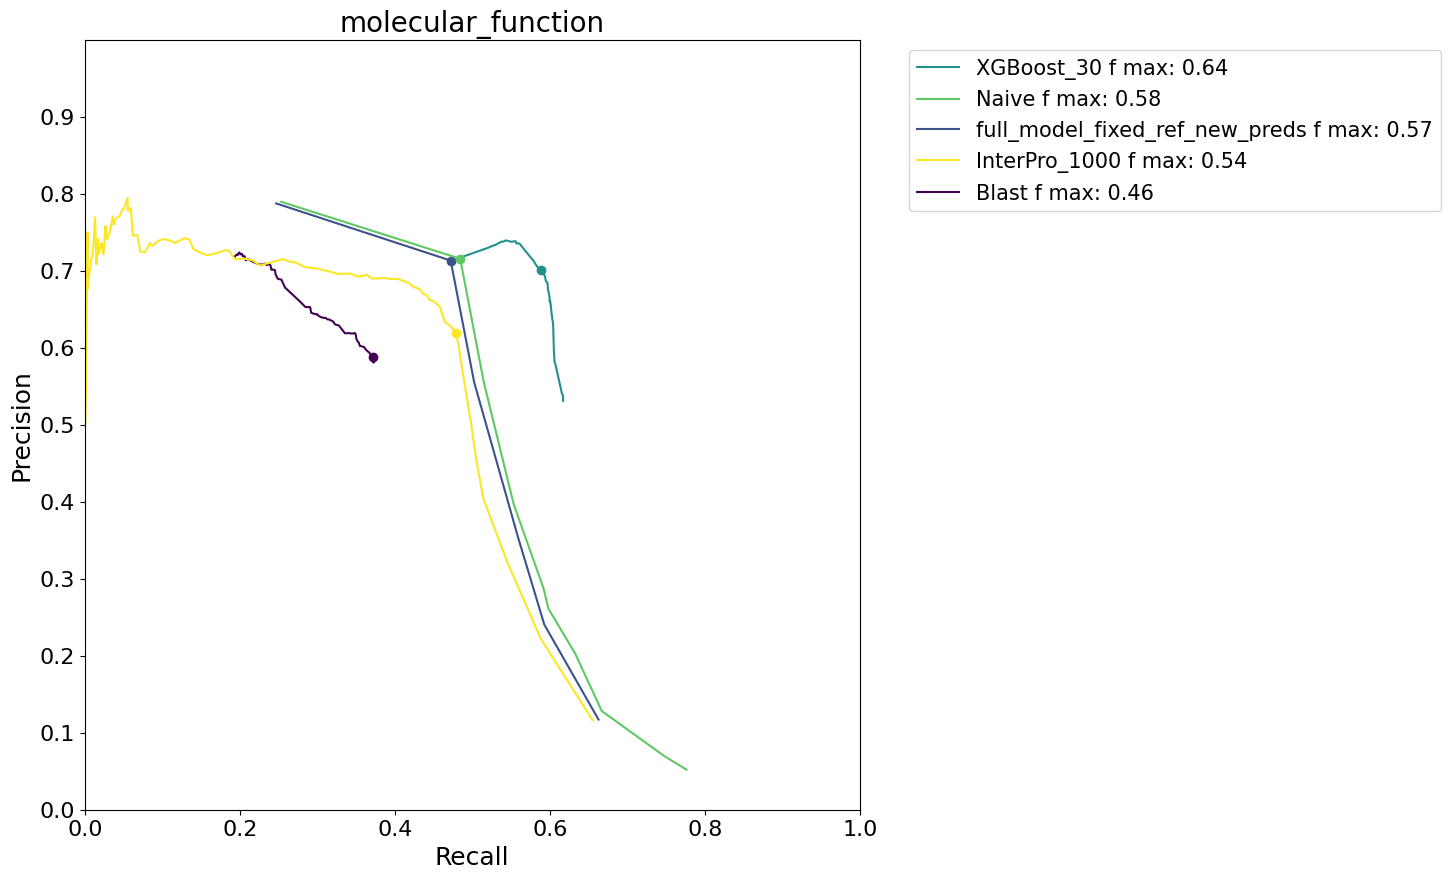 molecular_function
XGBoost_30 f max: 0.64
Naive f max: 0.58
full_model_fixed_ref_new_preds f max: 0.57
InterPro_1000 f max: 0.54
Blast f max: 0.46
0.9
0.8
0.7
0.6
0.5
0.4
0.3
0.2
0.1
0.0
Precision
0.0 0.2 0.4 0.6 0.8 1.0
Recall